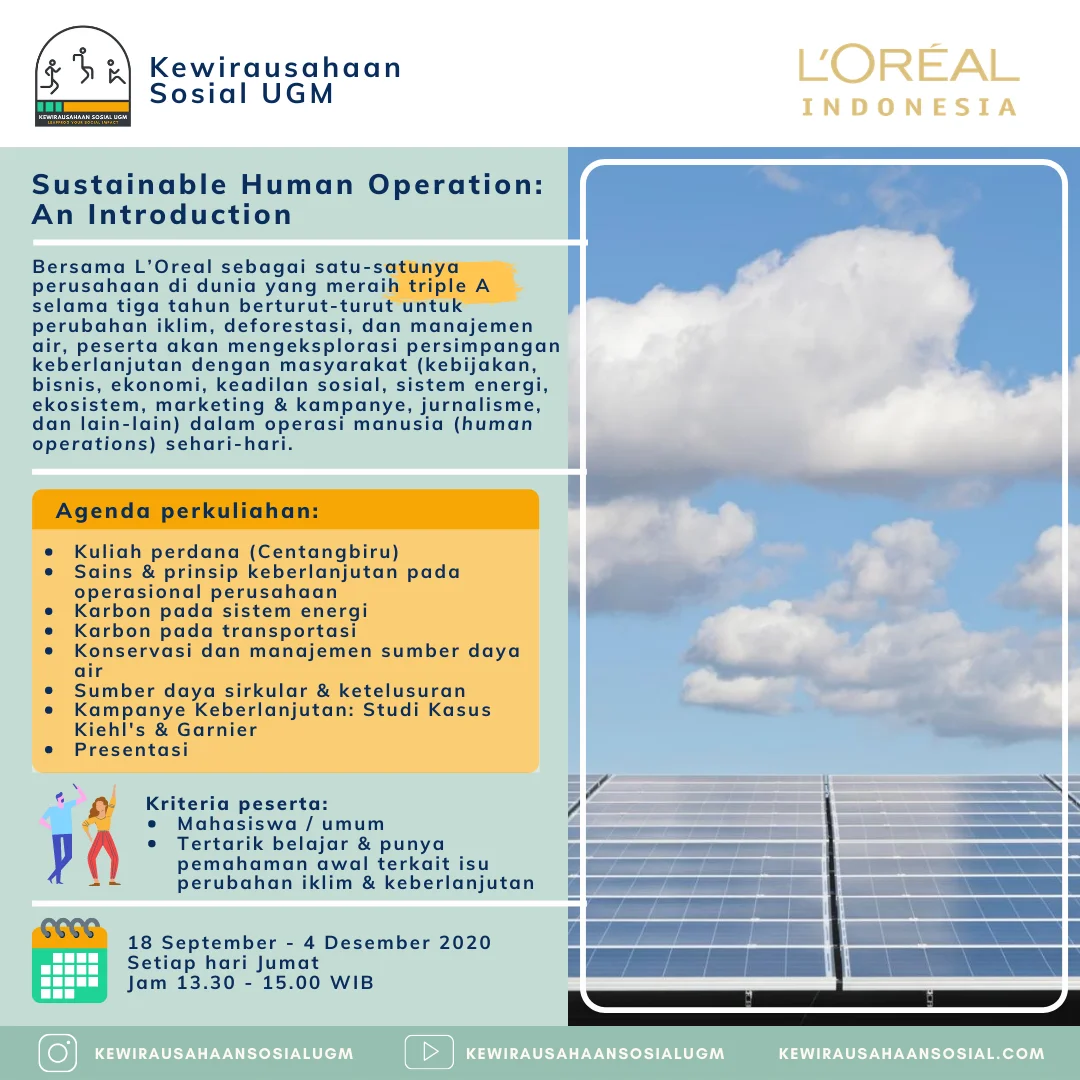 KEWIRAUSAHAAN SOSIAL UGM
Kewirausahaan
Sosial UGM
L'ORÉAL
INDONESIA
Sustainable Human Operation:
An Introduction
Bersama L’Oreal sebagai satu-satunya
perusahaan di dunia yang meraih triple A
selama tiga tahun berturut-turut untuk
perubahan iklim, deforestasi, dan manajemen
air, peserta akan mengeksplorasi persimpangan
keberlanjutan dengan masyarakat (kebijakan,
bisnis, ekonomi, keadilan sosial, sistem energi,
ekosistem, marketing & kampanye, jurnalisme,
dan lain-lain) dalam operasi manusia (human
operations) sehari-hari.
Agenda perkuliahan:
• Kuliah perdana (Centangbiru)
• Sains & prinsip keberlanjutan pada
operasional perusahaan
• Karbon pada sistem energi
• Karbon pada transportasi
• Konservasi dan manajemen sumber daya
air
• Sumber daya sirkular & ketelusuran
• Kampanye Keberlanjutan: Studi Kasus
Kiehl's & Garnier
• Presentasi
Kriteria peserta:
• Mahasiswa / umum
• Tertarik belajar & punya
pemahaman awal terkait isu
perubahan iklim & keberlanjutan
18 September - 4 Desember 2020
Setiap hari Jumat
Jam 13.30 - 15.00 WIB
KEWIRAUSAHAANSOSIALUGM
KEWIRAUSAHAANSOSIALUGM
KEWIRAUSAHAANSOSIAL.COM